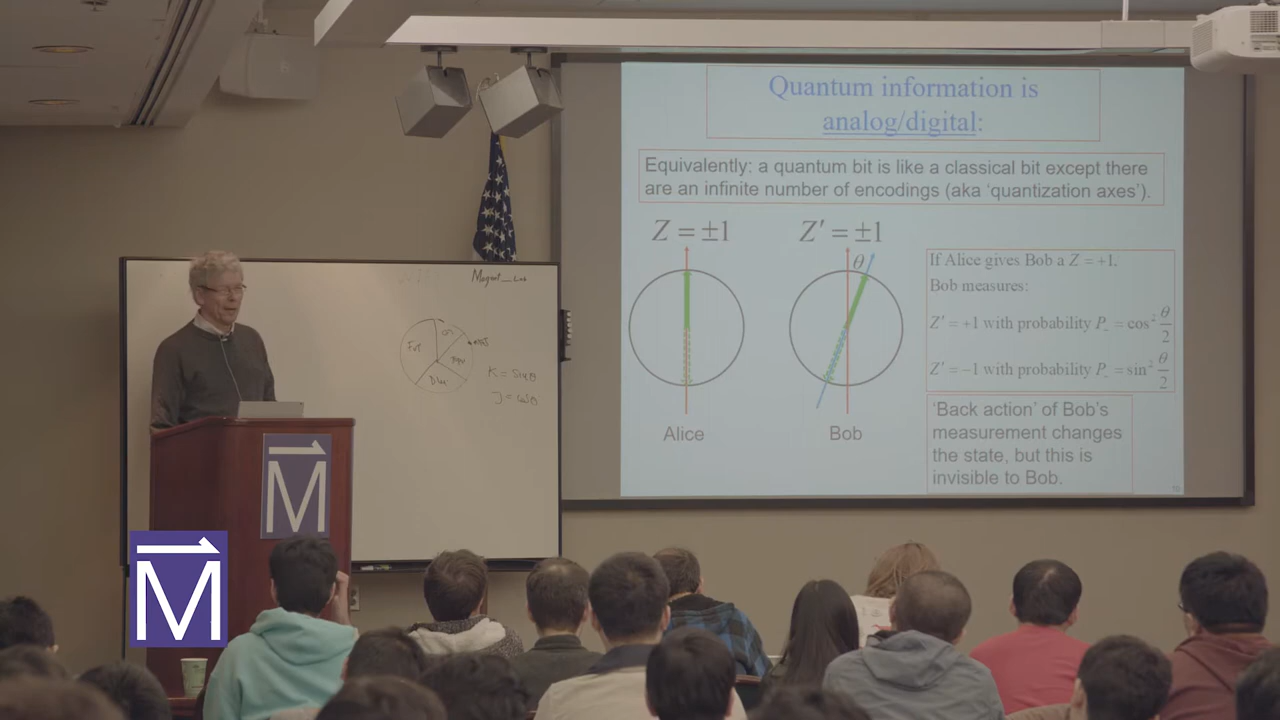 Quantum information is
analog/digital:
Equivalently: a quantum bit is like a classical bit except there
are an infinite number of encodings (aka ‘quantization axes’).
Z = ±1
Z′ = ±1
θ
If Alice gives Bob a Z = +1,
Bob measures:
Z′ = +1 with probability P₊ = cos² θ/2
Z′ = −1 with probability P₋ = sin² θ/2
‘Back action’ of Bob’s
measurement changes
the state, but this is
invisible to Bob.
Alice
Bob
Magnet_Lab
K = sinθ
J = cosθ
M
M